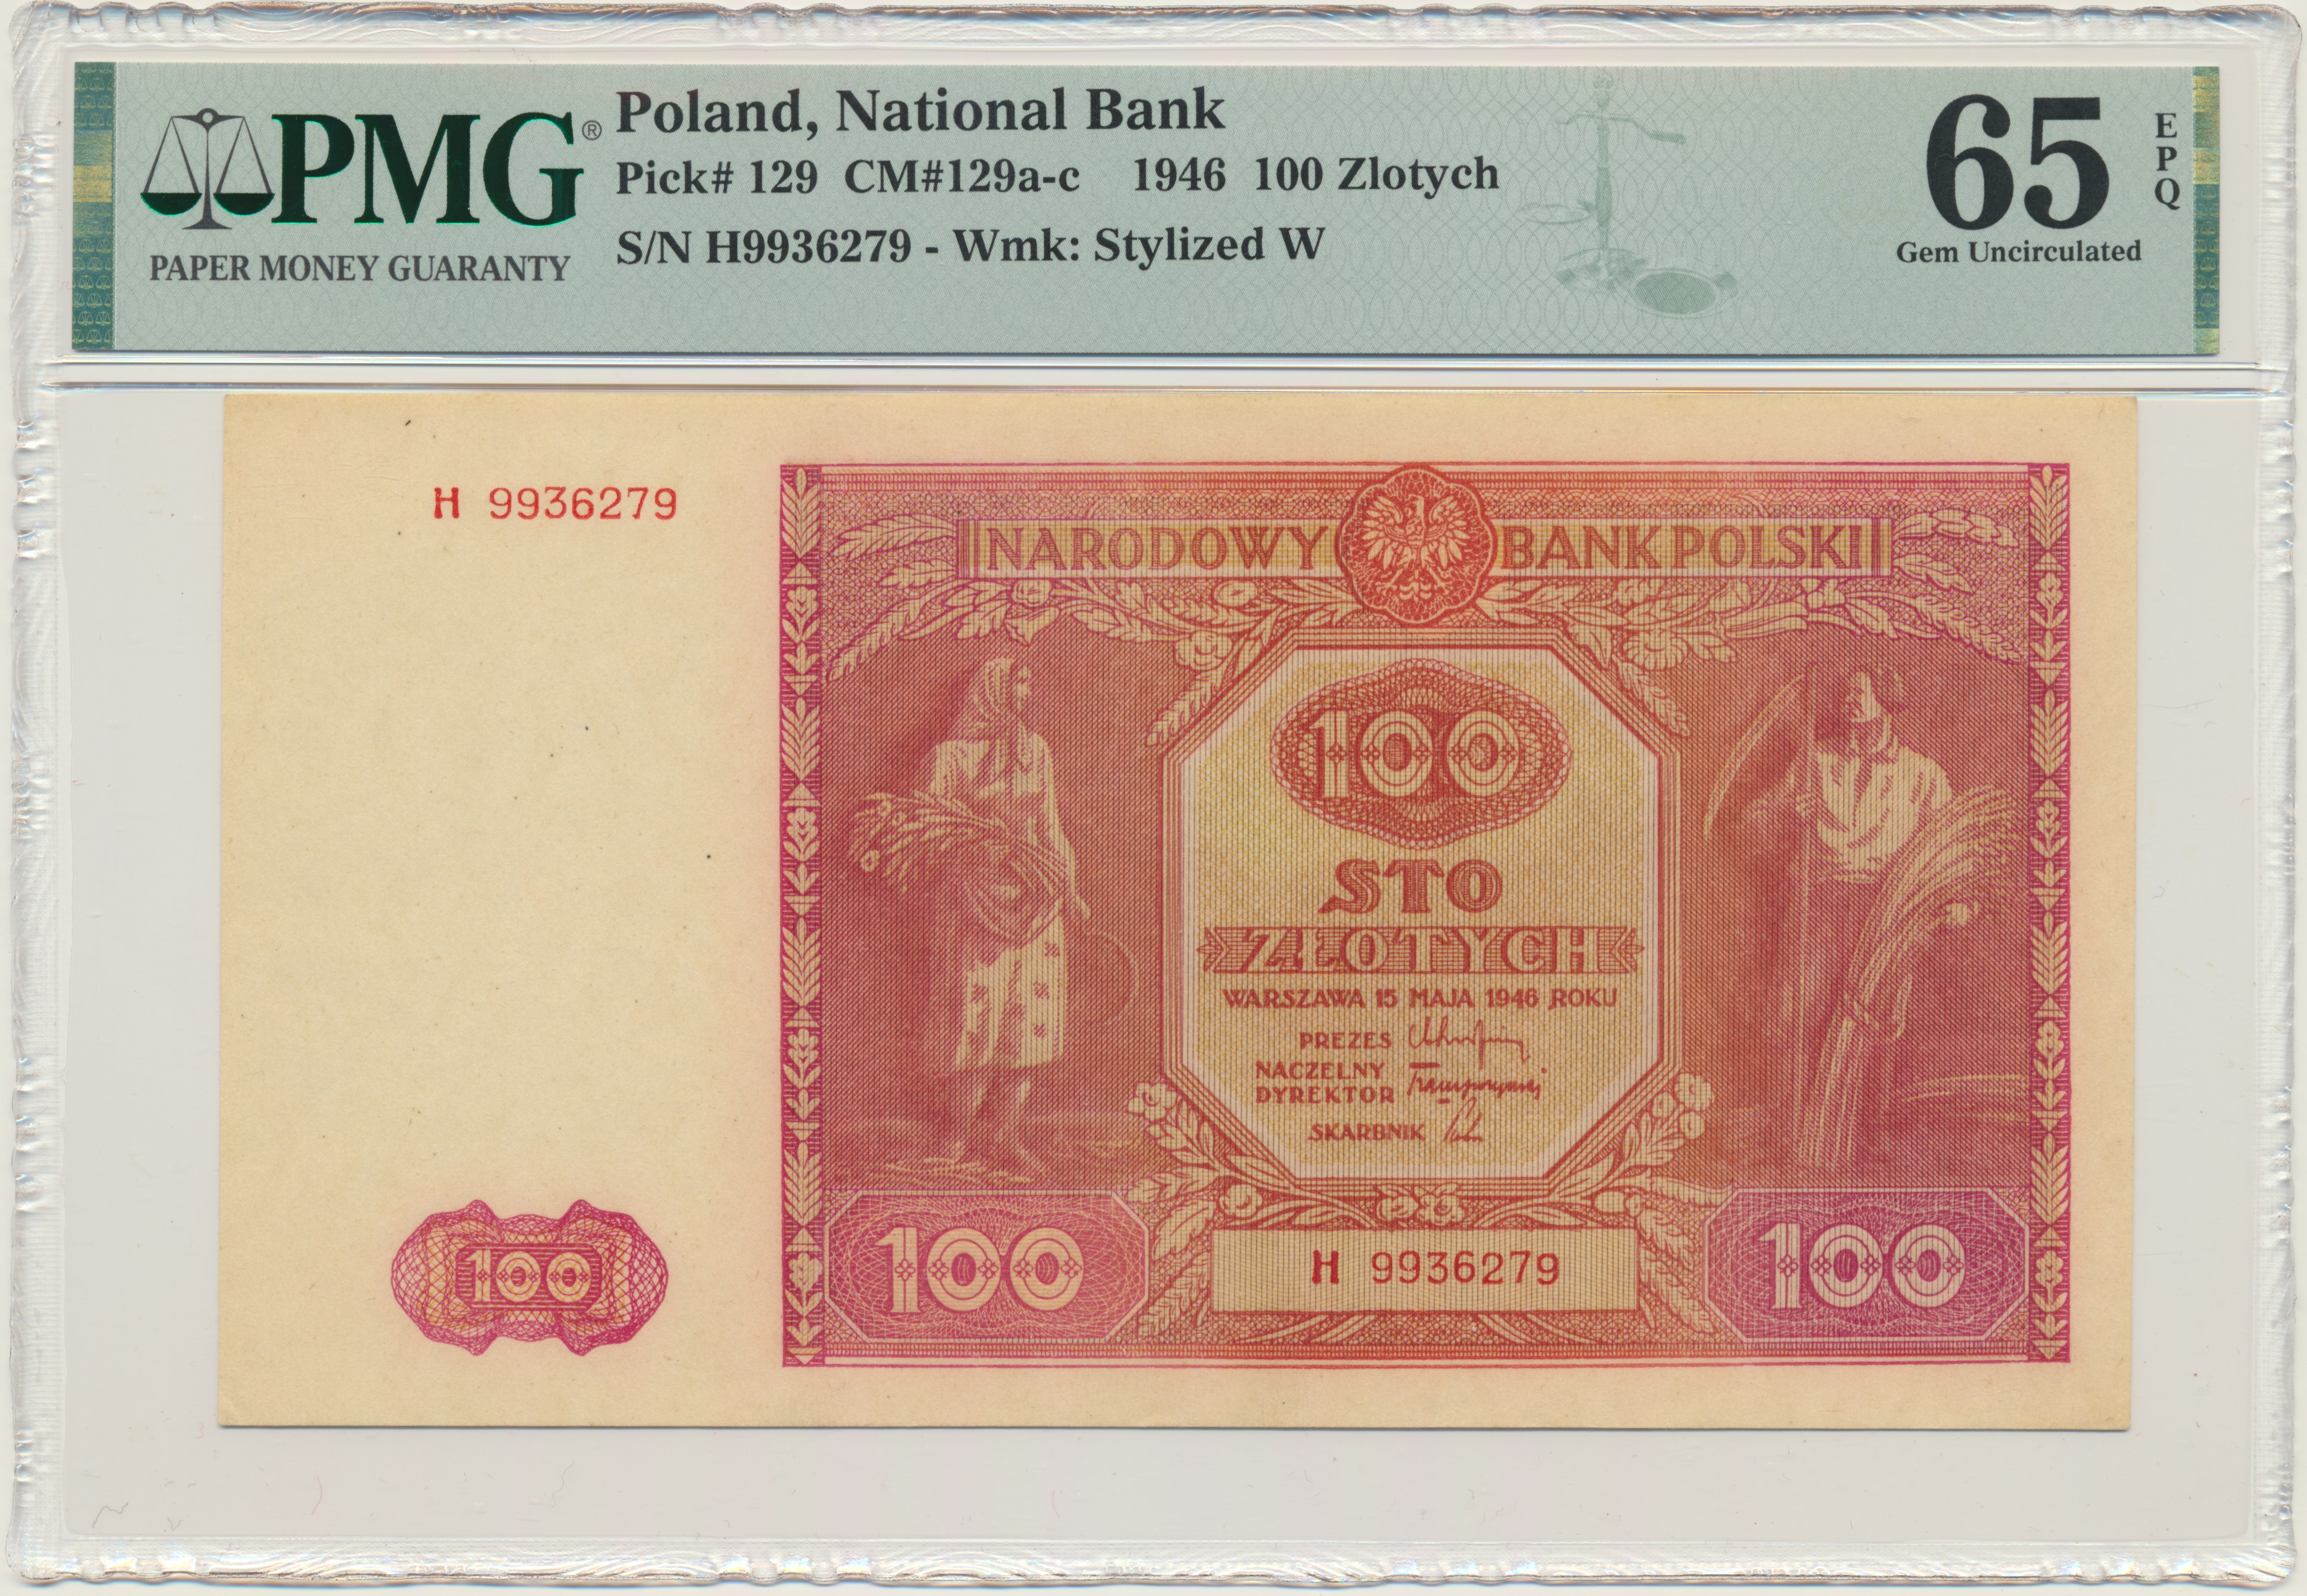 PMG®
PAPER MONEY GUARANTY
Poland, National Bank
Pick# 129 CM#129a-c 1946 100 Zlotych
S/N H9936279 - Wmk: Stylized W
65
EPQ
Gem Uncirculated
H 9936279
NARODOWY BANK POLSKI
100
STO
ZŁOTYCH
WARSZAWA 15 MAJA 1946 ROKU
PREZES
NACZELNY
DYREKTOR
SKARBNIK
100
100
H 9936279
100